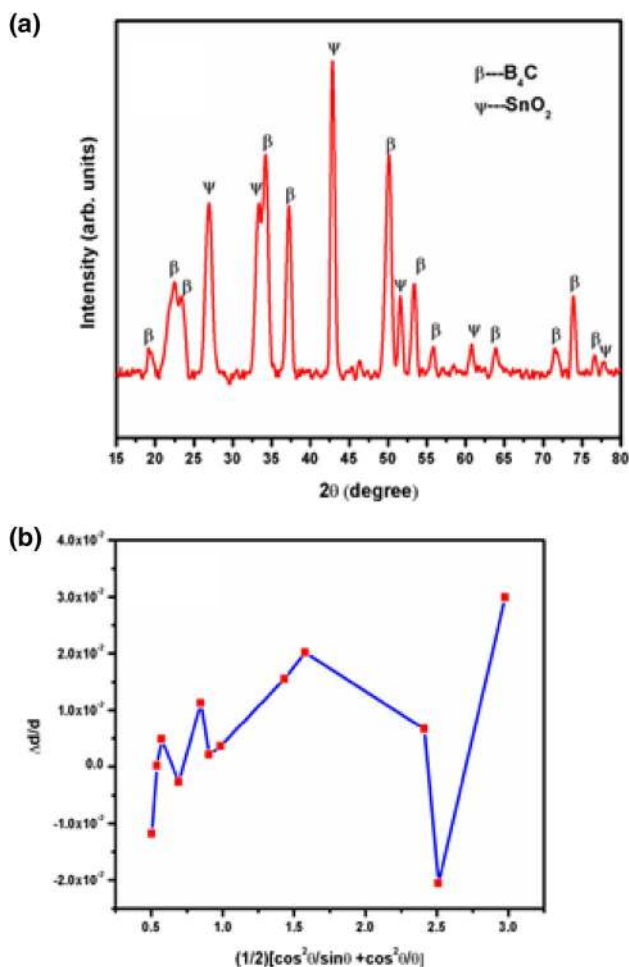 (a)
ψ
β---B₄C
ψ---SnO₂
β
β
ψ
ψ
β
β
β
β
ψ
β
β
β
ψ
β
β
β
β
ψ
Intensity (arb. units)
15 20 25 30 35 40 45 50 55 60 65 70 75 80
2θ (degree)
(b)
4.0x10⁻²
3.0x10⁻²
2.0x10⁻²
1.0x10⁻²
0.0
-1.0x10⁻²
-2.0x10⁻²
Δd/d
0.5 1.0 1.5 2.0 2.5 3.0
(1/2)[cos²θ/sinθ +cos²θ/θ]